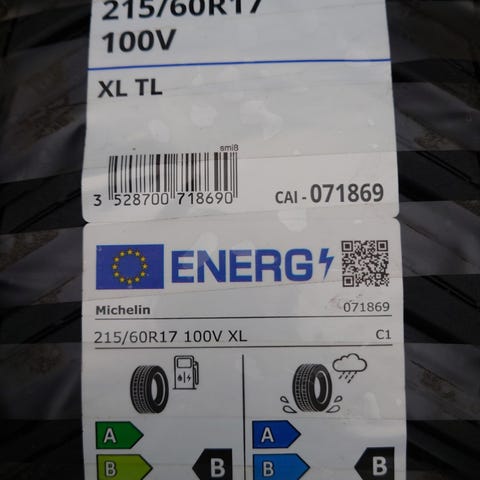 215/60R17
100V
XL TL
smi8
3 528700 718690
CAI - 071869
ENERG
Michelin 071869
215/60R17 100V XL C1
A A
B B B B